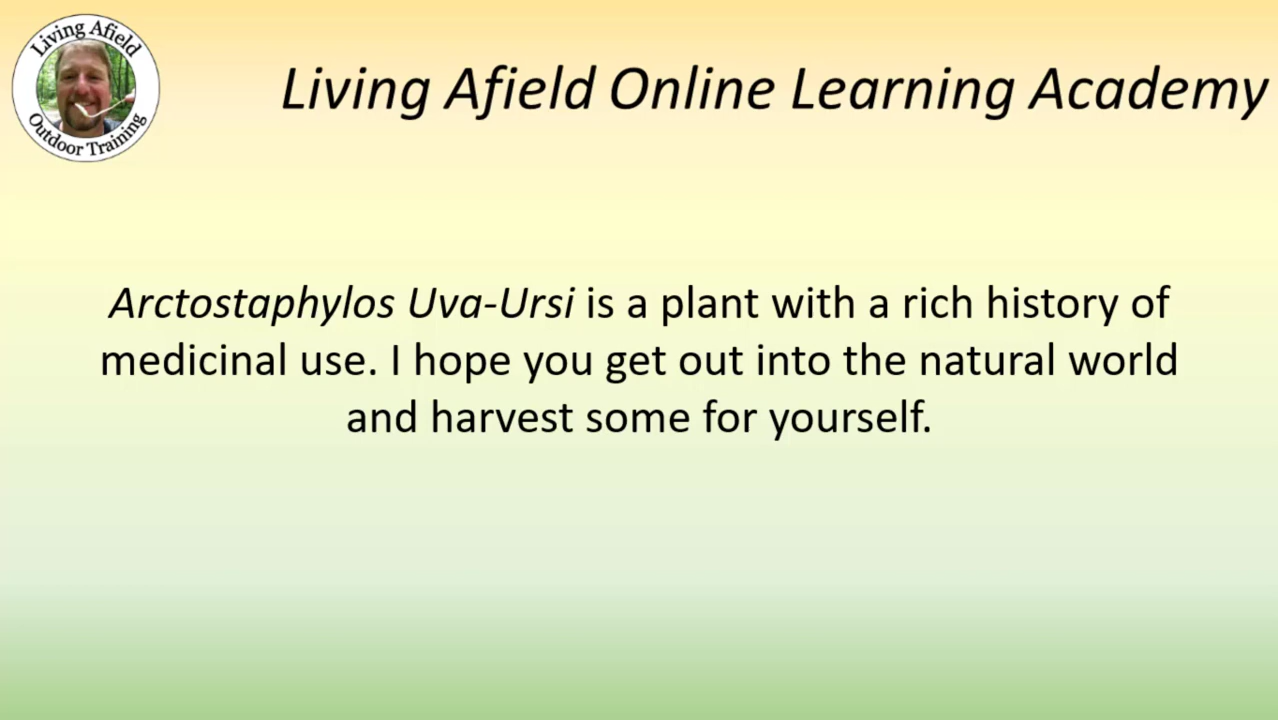 Living Afield
Outdoor Training
Living Afield Online Learning Academy
Arctostaphylos Uva-Ursi is a plant with a rich history of
medicinal use. I hope you get out into the natural world
and harvest some for yourself.